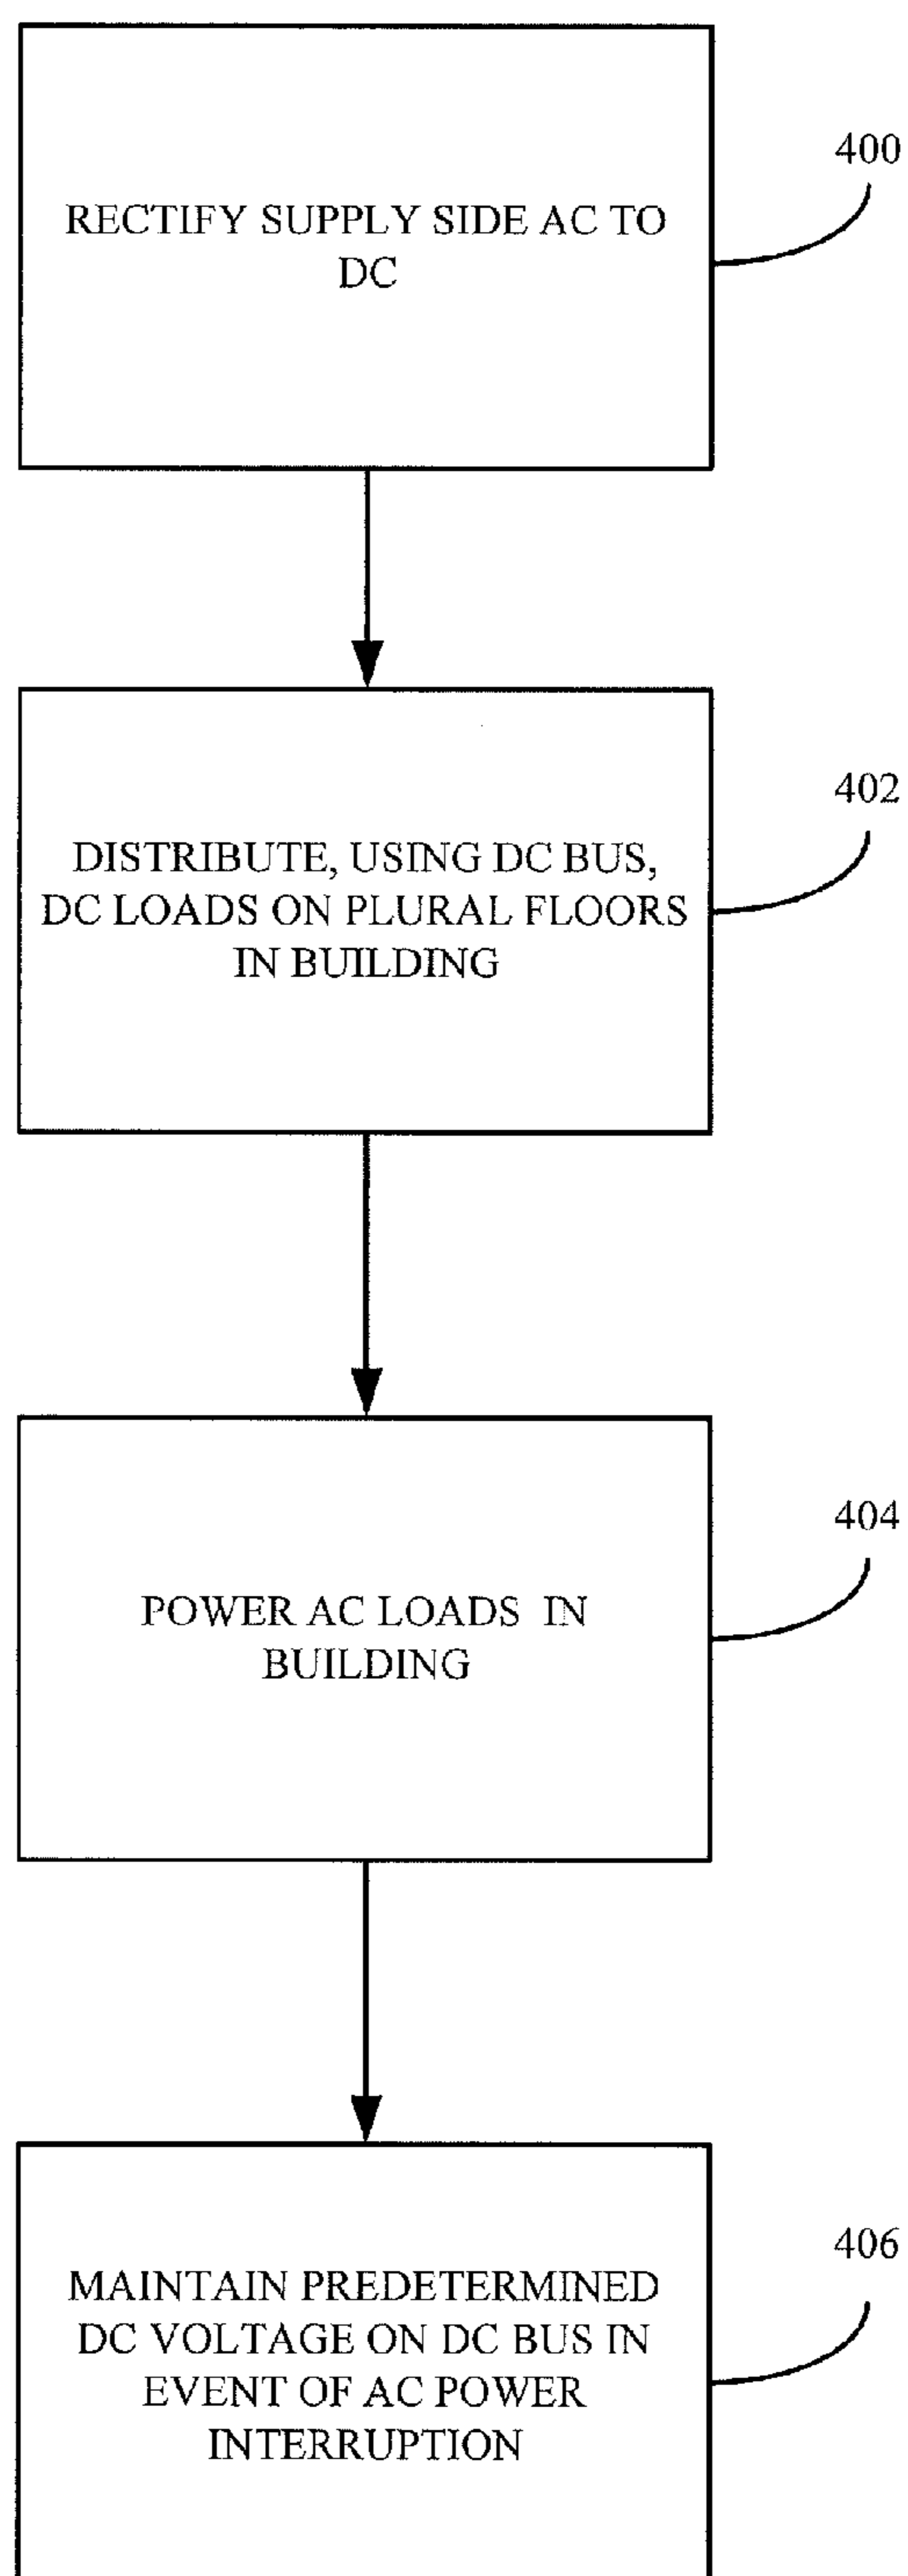 400
RECTIFY SUPPLY SIDE AC TO
DC
402
DISTRIBUTE, USING DC BUS,
DC LOADS ON PLURAL FLOORS
IN BUILDING
404
POWER AC LOADS IN
BUILDING
406
MAINTAIN PREDETERMINED
DC VOLTAGE ON DC BUS IN
EVENT OF AC POWER
INTERRUPTION